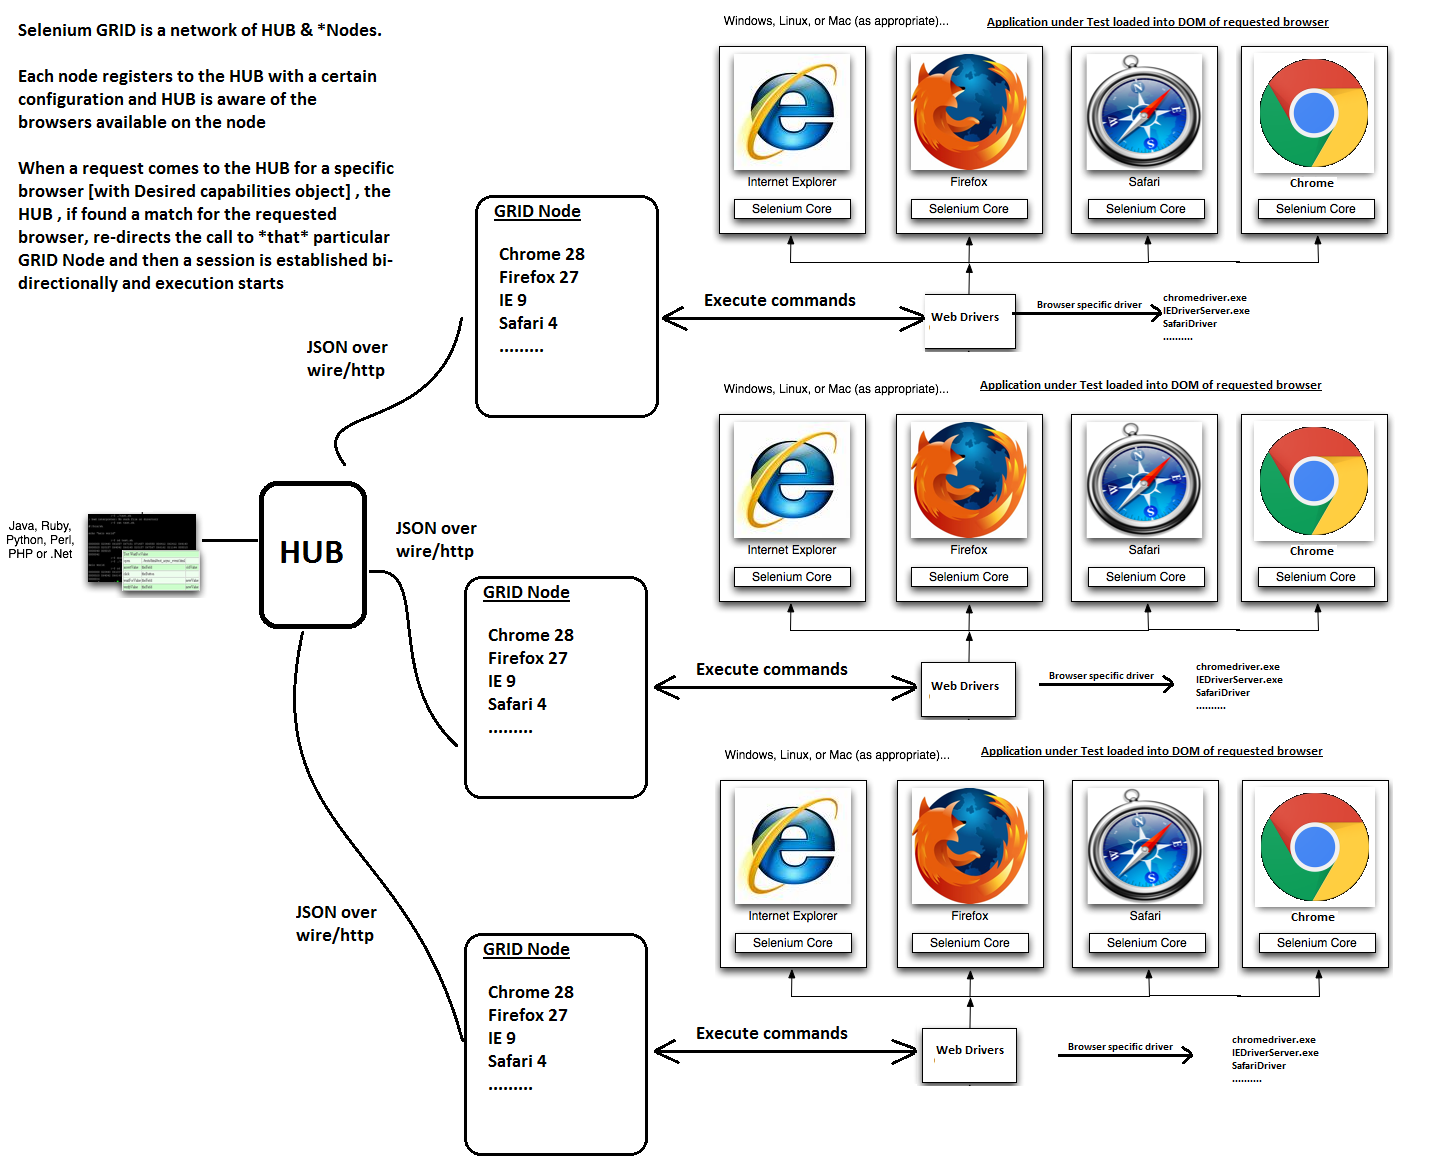 Selenium GRID is a network of HUB & *Nodes.
Each node registers to the HUB with a certain
configuration and HUB is aware of the
browsers available on the node
When a request comes to the HUB for a specific
browser [with Desired capabilities object] , the
HUB , if found a match for the requested
browser, re-directs the call to *that* particular
GRID Node and then a session is established bi-
directionally and execution starts
Java, Ruby,
Python, Perl,
PHP or .Net
HUB
JSON over
wire/http
GRID Node
Chrome 28
Firefox 27
IE 9
Safari 4
.........
Execute commands
Web Drivers
Browser specific driver
chromedriver.exe
IEDriverServer.exe
SafariDriver
..........
Windows, Linux, or Mac (as appropriate)...
Application under Test loaded into DOM of requested browser
Internet Explorer
Selenium Core
Firefox
Selenium Core
Safari
Selenium Core
Chrome
Selenium Core
JSON over
wire/http
GRID Node
Chrome 28
Firefox 27
IE 9
Safari 4
.........
Execute commands
Web Drivers
Browser specific driver
chromedriver.exe
IEDriverServer.exe
SafariDriver
..........
Windows, Linux, or Mac (as appropriate)...
Application under Test loaded into DOM of requested browser
Internet Explorer
Selenium Core
Firefox
Selenium Core
Safari
Selenium Core
Chrome
Selenium Core
JSON over
wire/http
GRID Node
Chrome 28
Firefox 27
IE 9
Safari 4
.........
Execute commands
Web Drivers
Browser specific driver
chromedriver.exe
IEDriverServer.exe
SafariDriver
..........
Windows, Linux, or Mac (as appropriate)...
Application under Test loaded into DOM of requested browser
Internet Explorer
Selenium Core
Firefox
Selenium Core
Safari
Selenium Core
Chrome
Selenium Core